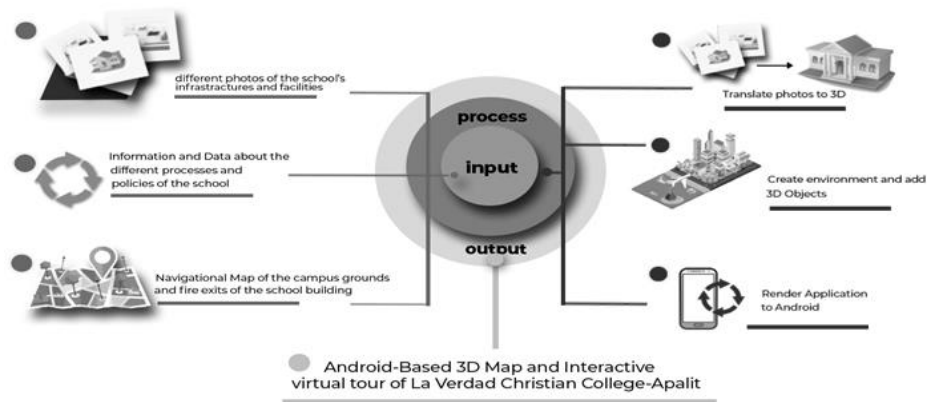 different photos of the school's
infrastractures and facilities
Information and Data about the
different processes and
policies of the school
Navigational Map of the campus grounds
and fire exits of the school building
process
input
output
Translate photos to 3D
Create environment and add
3D Objects
Render Application
to Android
Android-Based 3D Map and Interactive
virtual tour of La Verdad Christian College-Apalit